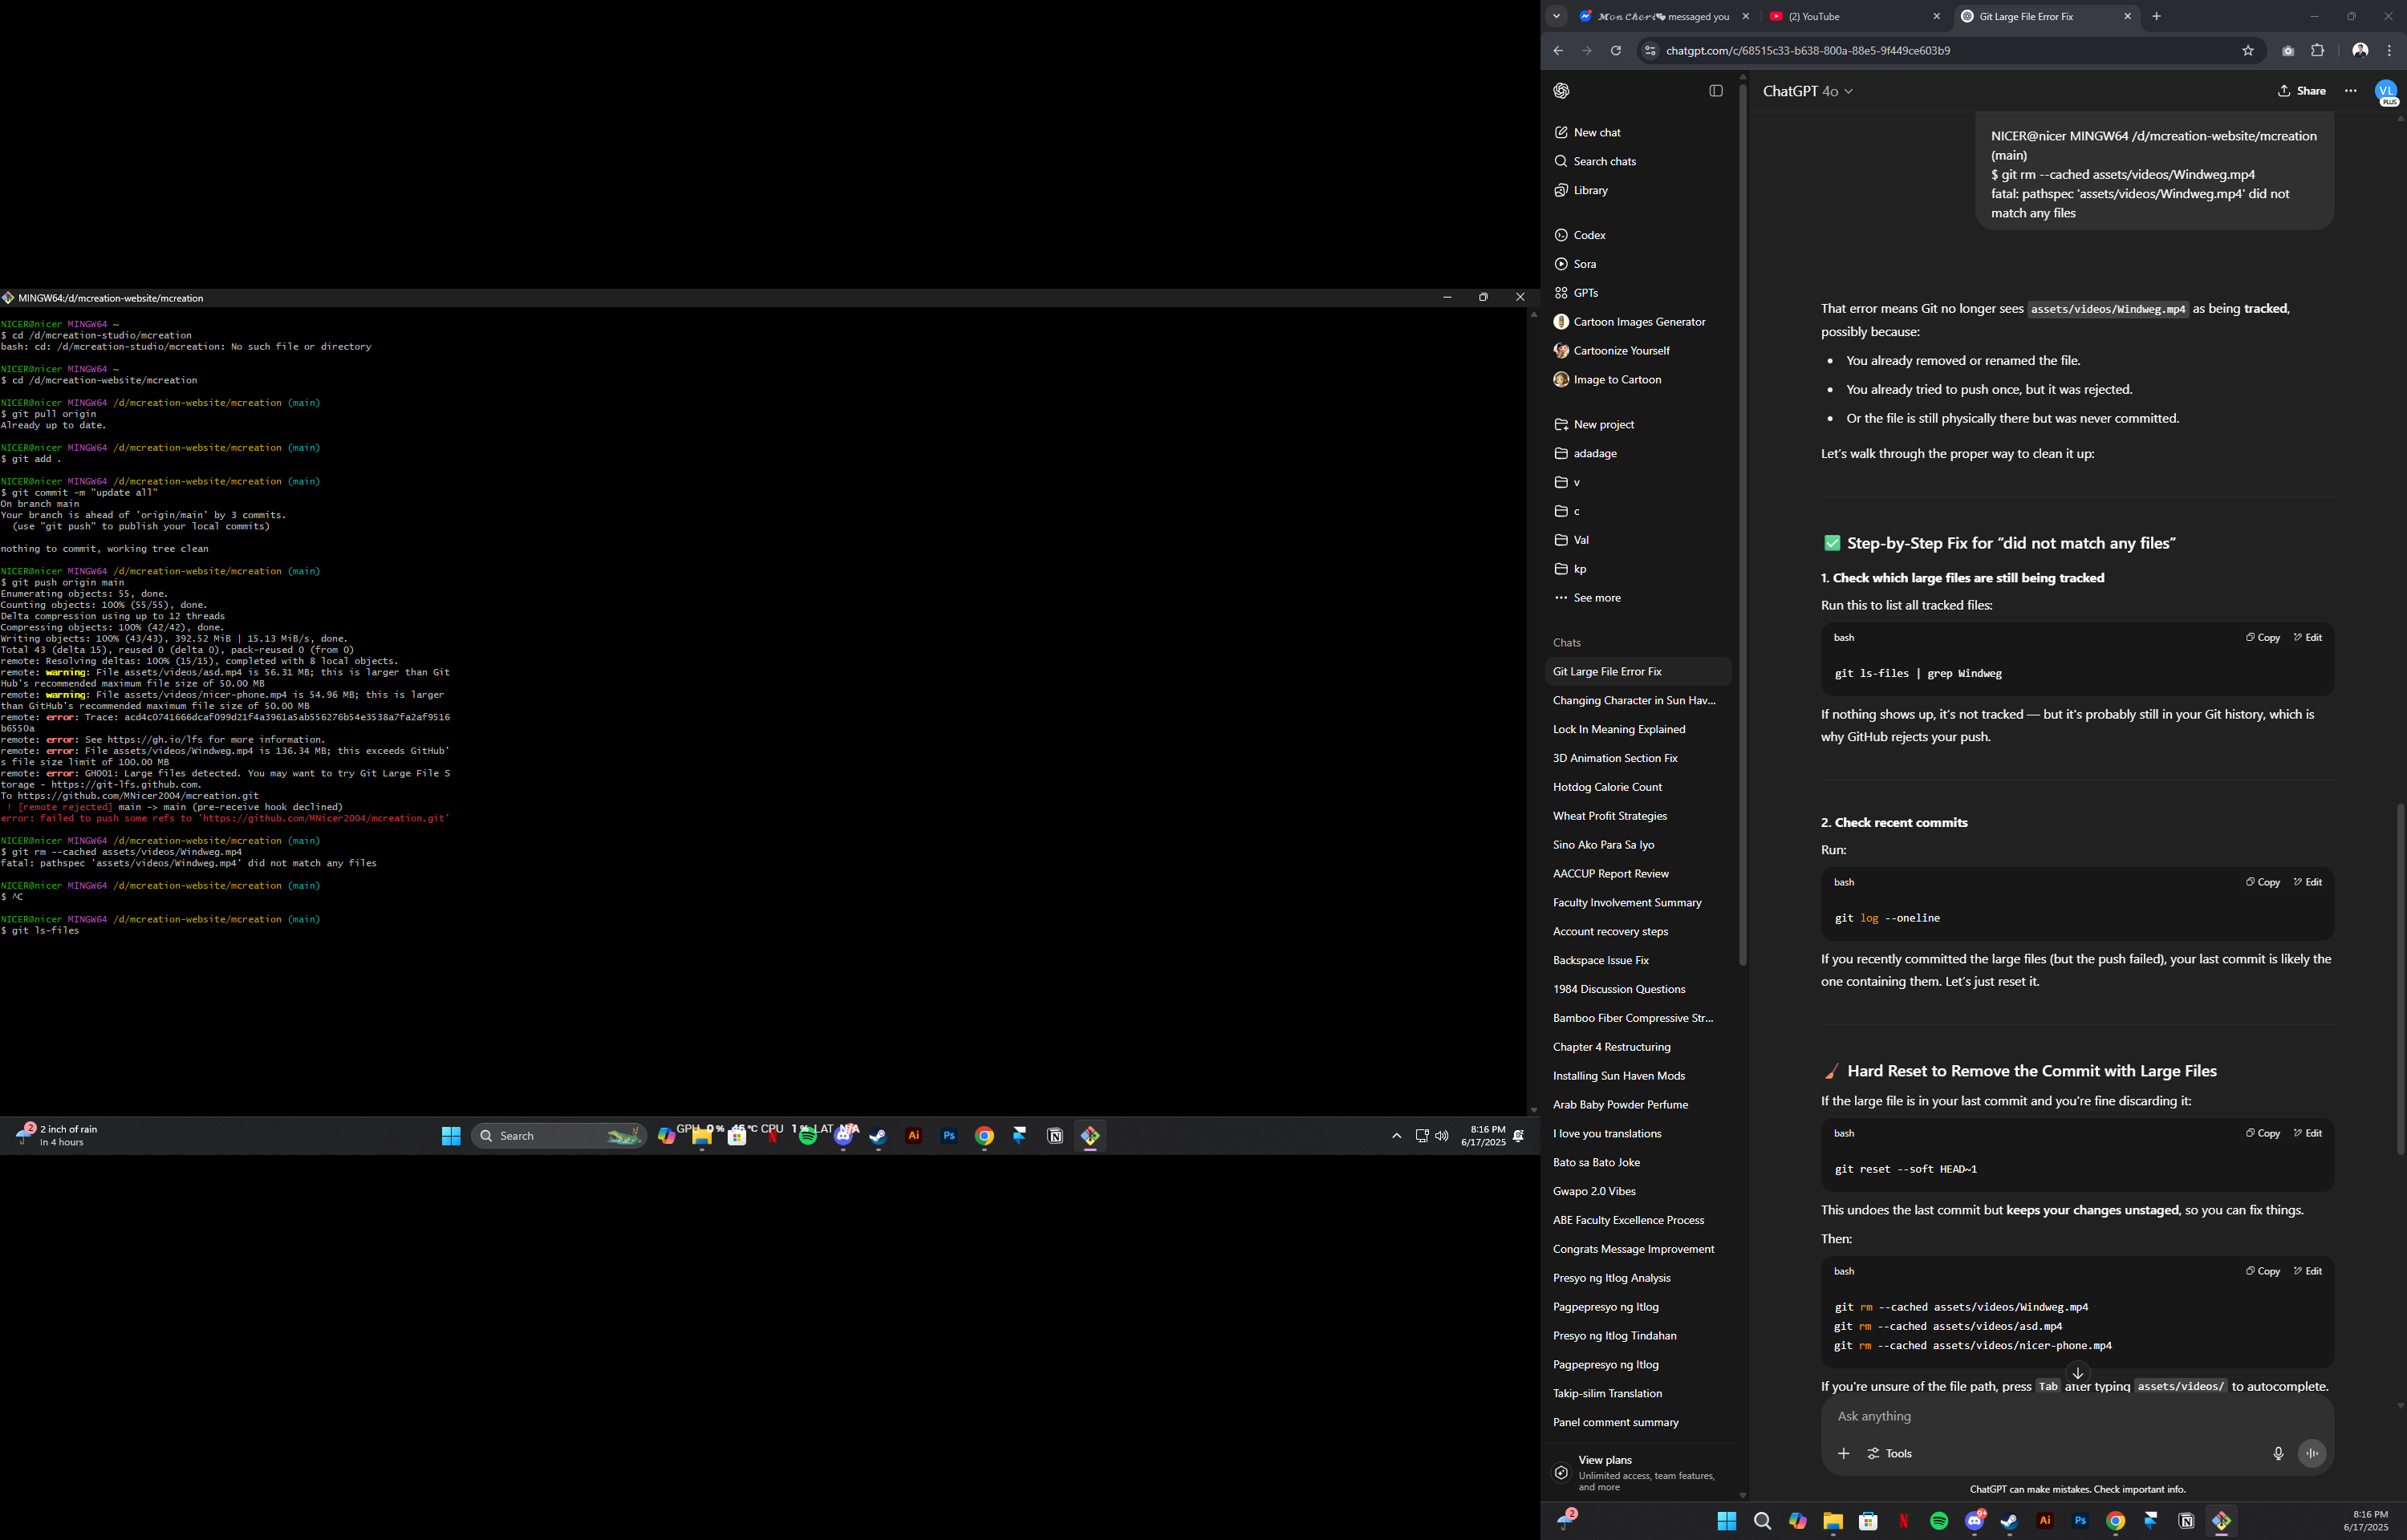 MINGW64:/d/mcreation-website/mcreation
NICER@nicer MINGW64 ~
$ cd /d/mcreation-studio/mcreation
bash: cd: /d/mcreation-studio/mcreation: No such file or directory
NICER@nicer MINGW64 ~
$ cd /d/mcreation-website/mcreation
NICER@nicer MINGW64 /d/mcreation-website/mcreation (main)
$ git pull origin
Already up to date.
NICER@nicer MINGW64 /d/mcreation-website/mcreation (main)
$ git add .
NICER@nicer MINGW64 /d/mcreation-website/mcreation (main)
$ git commit -m "update all"
On branch main
Your branch is ahead of 'origin/main' by 3 commits.
(use "git push" to publish your local commits)
nothing to commit, working tree clean
NICER@nicer MINGW64 /d/mcreation-website/mcreation (main)
$ git push origin main
Enumerating objects: 55, done.
Counting objects: 100% (55/55), done.
Delta compression using up to 12 threads
Compressing objects: 100% (42/42), done.
Writing objects: 100% (43/43), 392.52 MiB | 15.13 MiB/s, done.
Total 43 (delta 15), reused 0 (delta 0), pack-reused 0 (from 0)
remote: Resolving deltas: 100% (15/15), completed with 8 local objects.
remote: warning: File assets/videos/asd.mp4 is 56.31 MB; this is larger than Git
Hub's recommended maximum file size of 50.00 MB
remote: warning: File assets/videos/nicer-phone.mp4 is 54.96 MB; this is larger
than GitHub's recommended maximum file size of 50.00 MB
remote: error: Trace: acd4c0741666dcaf099d21f4a3961a5ab556276b54e3538a7fa2af9516
b6550a
remote: error: See https://gh.io/lfs for more information.
remote: error: File assets/videos/Windweg.mp4 is 136.34 MB; this exceeds GitHub'
s file size limit of 100.00 MB
remote: error: GH001: Large files detected. You may want to try Git Large File S
torage - https://git-lfs.github.com.
To https://github.com/MNicer2004/mcreation.git
! [remote rejected] main -> main (pre-receive hook declined)
error: failed to push some refs to 'https://github.com/MNicer2004/mcreation.git'
NICER@nicer MINGW64 /d/mcreation-website/mcreation (main)
$ git rm --cached assets/videos/Windweg.mp4
fatal: pathspec 'assets/videos/Windweg.mp4' did not match any files
NICER@nicer MINGW64 /d/mcreation-website/mcreation (main)
$ ^C
NICER@nicer MINGW64 /d/mcreation-website/mcreation (main)
$ git ls-files
2
2 inch of rain
In 4 hours
Search
GPU 0% 46°C CPU 1% LAT N/A
Ai
Ps
8:16 PM
6/17/2025
𝓜𝓸𝓷 𝓒𝓱𝓮𝓻𝓲 messaged you
(2) YouTube
Git Large File Error Fix
chatgpt.com/c/68515c33-b638-800a-88e5-9f449ce603b9
New chat
Search chats
Library
Codex
Sora
GPTs
Cartoon Images Generator
Cartoonize Yourself
Image to Cartoon
New project
adadage
v
c
Val
kp
See more
Chats
Git Large File Error Fix
Changing Character in Sun Hav...
Lock In Meaning Explained
3D Animation Section Fix
Hotdog Calorie Count
Wheat Profit Strategies
Sino Ako Para Sa Iyo
AACCUP Report Review
Faculty Involvement Summary
Account recovery steps
Backspace Issue Fix
1984 Discussion Questions
Bamboo Fiber Compressive Str...
Chapter 4 Restructuring
Installing Sun Haven Mods
Arab Baby Powder Perfume
I love you translations
Bato sa Bato Joke
Gwapo 2.0 Vibes
ABE Faculty Excellence Process
Congrats Message Improvement
Presyo ng Itlog Analysis
Pagpepresyo ng Itlog
Presyo ng Itlog Tindahan
Pagpepresyo ng Itlog
Takip-silim Translation
Panel comment summary
View plans
Unlimited access, team features,
and more
ChatGPT 4o
Share
VL
PLUS
NICER@nicer MINGW64 /d/mcreation-website/mcreation
(main)
$ git rm --cached assets/videos/Windweg.mp4
fatal: pathspec 'assets/videos/Windweg.mp4' did not
match any files
That error means Git no longer sees assets/videos/Windweg.mp4 as being tracked,
possibly because:
• You already removed or renamed the file.
• You already tried to push once, but it was rejected.
• Or the file is still physically there but was never committed.
Let's walk through the proper way to clean it up:
✅ Step-by-Step Fix for “did not match any files”
1. Check which large files are still being tracked
Run this to list all tracked files:
bash Copy Edit
git ls-files | grep Windweg
If nothing shows up, it's not tracked — but it's probably still in your Git history, which is
why GitHub rejects your push.
2. Check recent commits
Run:
bash Copy Edit
git log --oneline
If you recently committed the large files (but the push failed), your last commit is likely the
one containing them. Let's just reset it.
Hard Reset to Remove the Commit with Large Files
If the large file is in your last commit and you're fine discarding it:
bash Copy Edit
git reset --soft HEAD~1
This undoes the last commit but keeps your changes unstaged, so you can fix things.
Then:
bash Copy Edit
git rm --cached assets/videos/Windweg.mp4
git rm --cached assets/videos/asd.mp4
git rm --cached assets/videos/nicer-phone.mp4
If you're unsure of the file path, press Tab after typing assets/videos/ to autocomplete.
Ask anything
Tools
ChatGPT can make mistakes. Check important info.
2
Ai
Ps
8:16 PM
6/17/2025